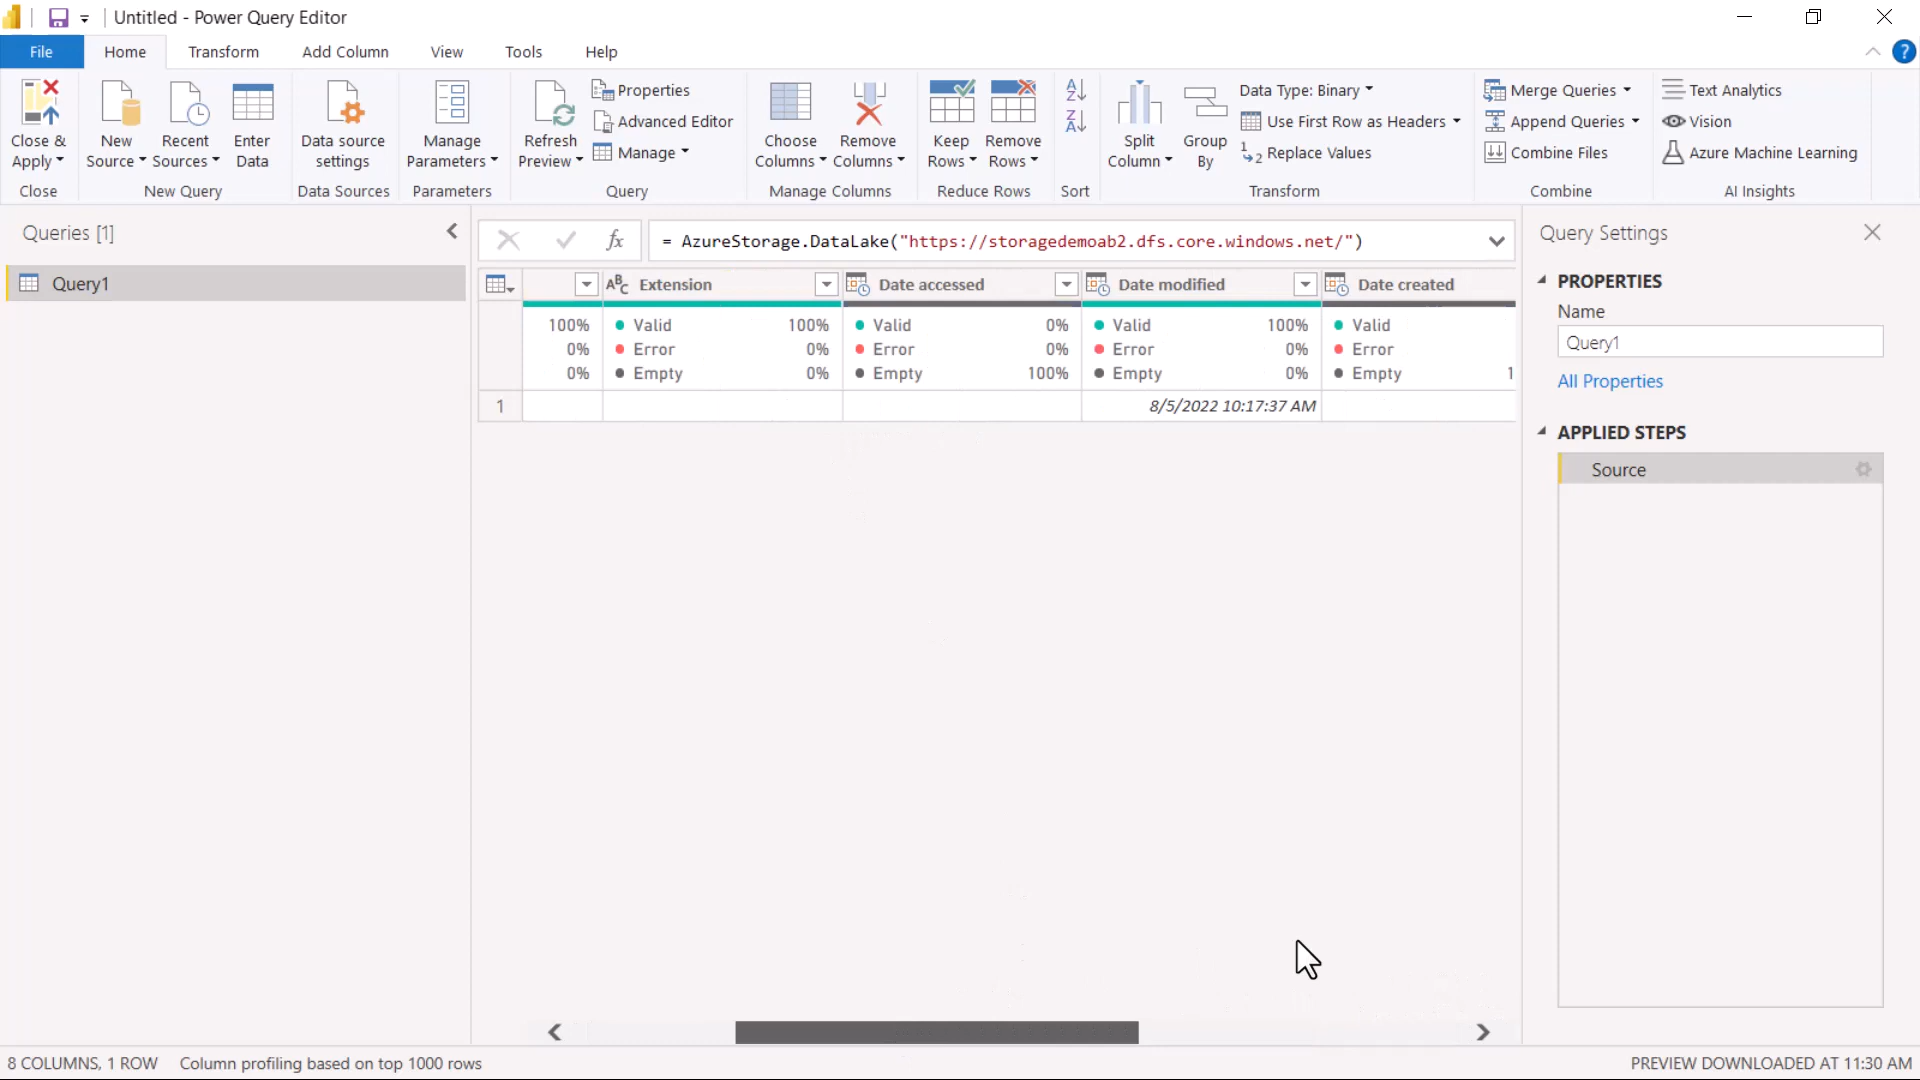 Untitled - Power Query Editor
File Home Transform Add Column View Tools Help
Close & Apply
Close
New Source
Recent Sources
Enter Data
New Query
Data source settings
Data Sources
Manage Parameters
Parameters
Refresh Preview
Properties
Advanced Editor
Manage
Query
Choose Columns
Remove Columns
Manage Columns
Keep Rows
Remove Rows
Reduce Rows
A Z
Z A
Sort
Split Column
Group By
Data Type: Binary
Use First Row as Headers
1 2 Replace Values
Transform
Merge Queries
Append Queries
Combine Files
Combine
Text Analytics
Vision
Azure Machine Learning
AI Insights
?
Queries [1]
Query1
fx
= AzureStorage.DataLake("https://storagedemoab2.dfs.core.windows.net/")
ABC Extension Date accessed Date modified Date created
100% Valid 100% Valid 0% Valid 100% Valid
0% Error 0% Error 0% Error 0% Error
0% Empty 0% Empty 100% Empty 0% Empty 1
1 8/5/2022 10:17:37 AM
Query Settings
PROPERTIES
Name
Query1
All Properties
APPLIED STEPS
Source
8 COLUMNS, 1 ROW Column profiling based on top 1000 rows
PREVIEW DOWNLOADED AT 11:30 AM